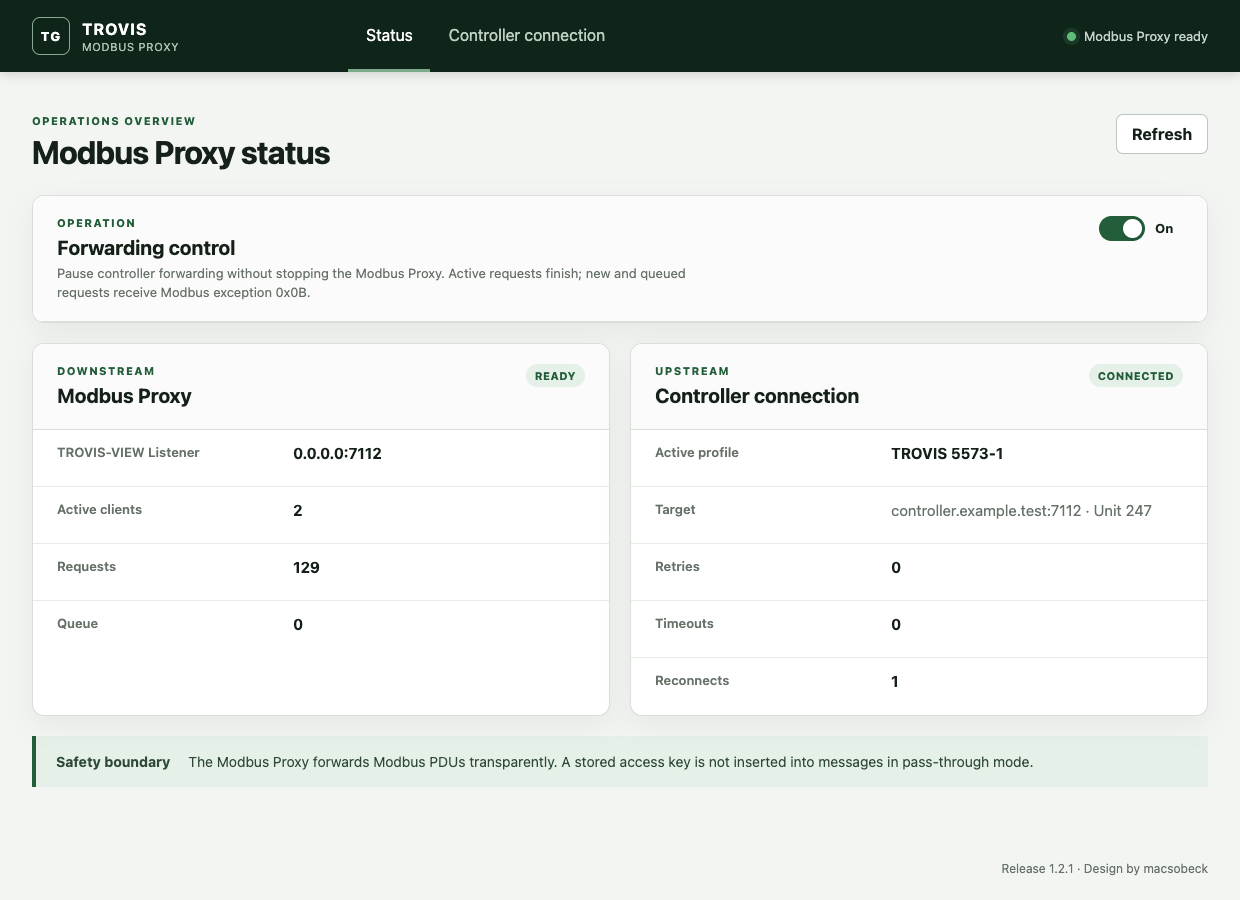 TG
TROVIS
MODBUS PROXY
Status
Controller connection
Modbus Proxy ready
OPERATIONS OVERVIEW
Modbus Proxy status
Refresh
OPERATION
Forwarding control
Pause controller forwarding without stopping the Modbus Proxy. Active requests finish; new and queued
requests receive Modbus exception 0x0B.
On
DOWNSTREAM
Modbus Proxy
READY
TROVIS-VIEW Listener 0.0.0.0:7112
Active clients 2
Requests 129
Queue 0
UPSTREAM
Controller connection
CONNECTED
Active profile TROVIS 5573-1
Target controller.example.test:7112 · Unit 247
Retries 0
Timeouts 0
Reconnects 1
Safety boundary The Modbus Proxy forwards Modbus PDUs transparently. A stored access key is not inserted into messages in pass-through mode.
Release 1.2.1 · Design by macsobeck